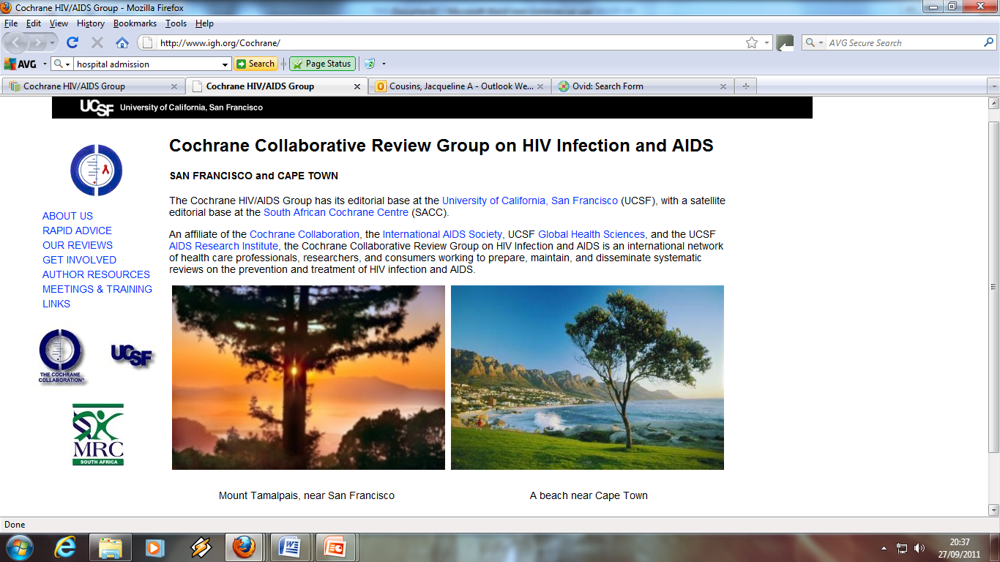 Cochrane HIV/AIDS Group - Mozilla Firefox
File Edit View History Bookmarks Tools Help
http://www.igh.org/Cochrane/
AVG Secure Search
AVG hospital admission Search Page Status
Cochrane HIV/AIDS Group
Cochrane HIV/AIDS Group
Cousins, Jacqueline A - Outlook We...
Ovid: Search Form
UCSF University of California, San Francisco
Cochrane Collaborative Review Group on HIV Infection and AIDS
SAN FRANCISCO and CAPE TOWN
The Cochrane HIV/AIDS Group has its editorial base at the University of California, San Francisco (UCSF), with a satellite
editorial base at the South African Cochrane Centre (SACC).
An affiliate of the Cochrane Collaboration, the International AIDS Society, UCSF Global Health Sciences, and the UCSF
AIDS Research Institute, the Cochrane Collaborative Review Group on HIV Infection and AIDS is an international network
of health care professionals, researchers, and consumers working to prepare, maintain, and disseminate systematic
reviews on the prevention and treatment of HIV infection and AIDS.
ABOUT US
RAPID ADVICE
OUR REVIEWS
GET INVOLVED
AUTHOR RESOURCES
MEETINGS & TRAINING
LINKS
THE COCHRANE
COLLABORATION®
UCSF
MRC
SOUTH AFRICA
Mount Tamalpais, near San Francisco
A beach near Cape Town
Done
20:37
27/09/2011